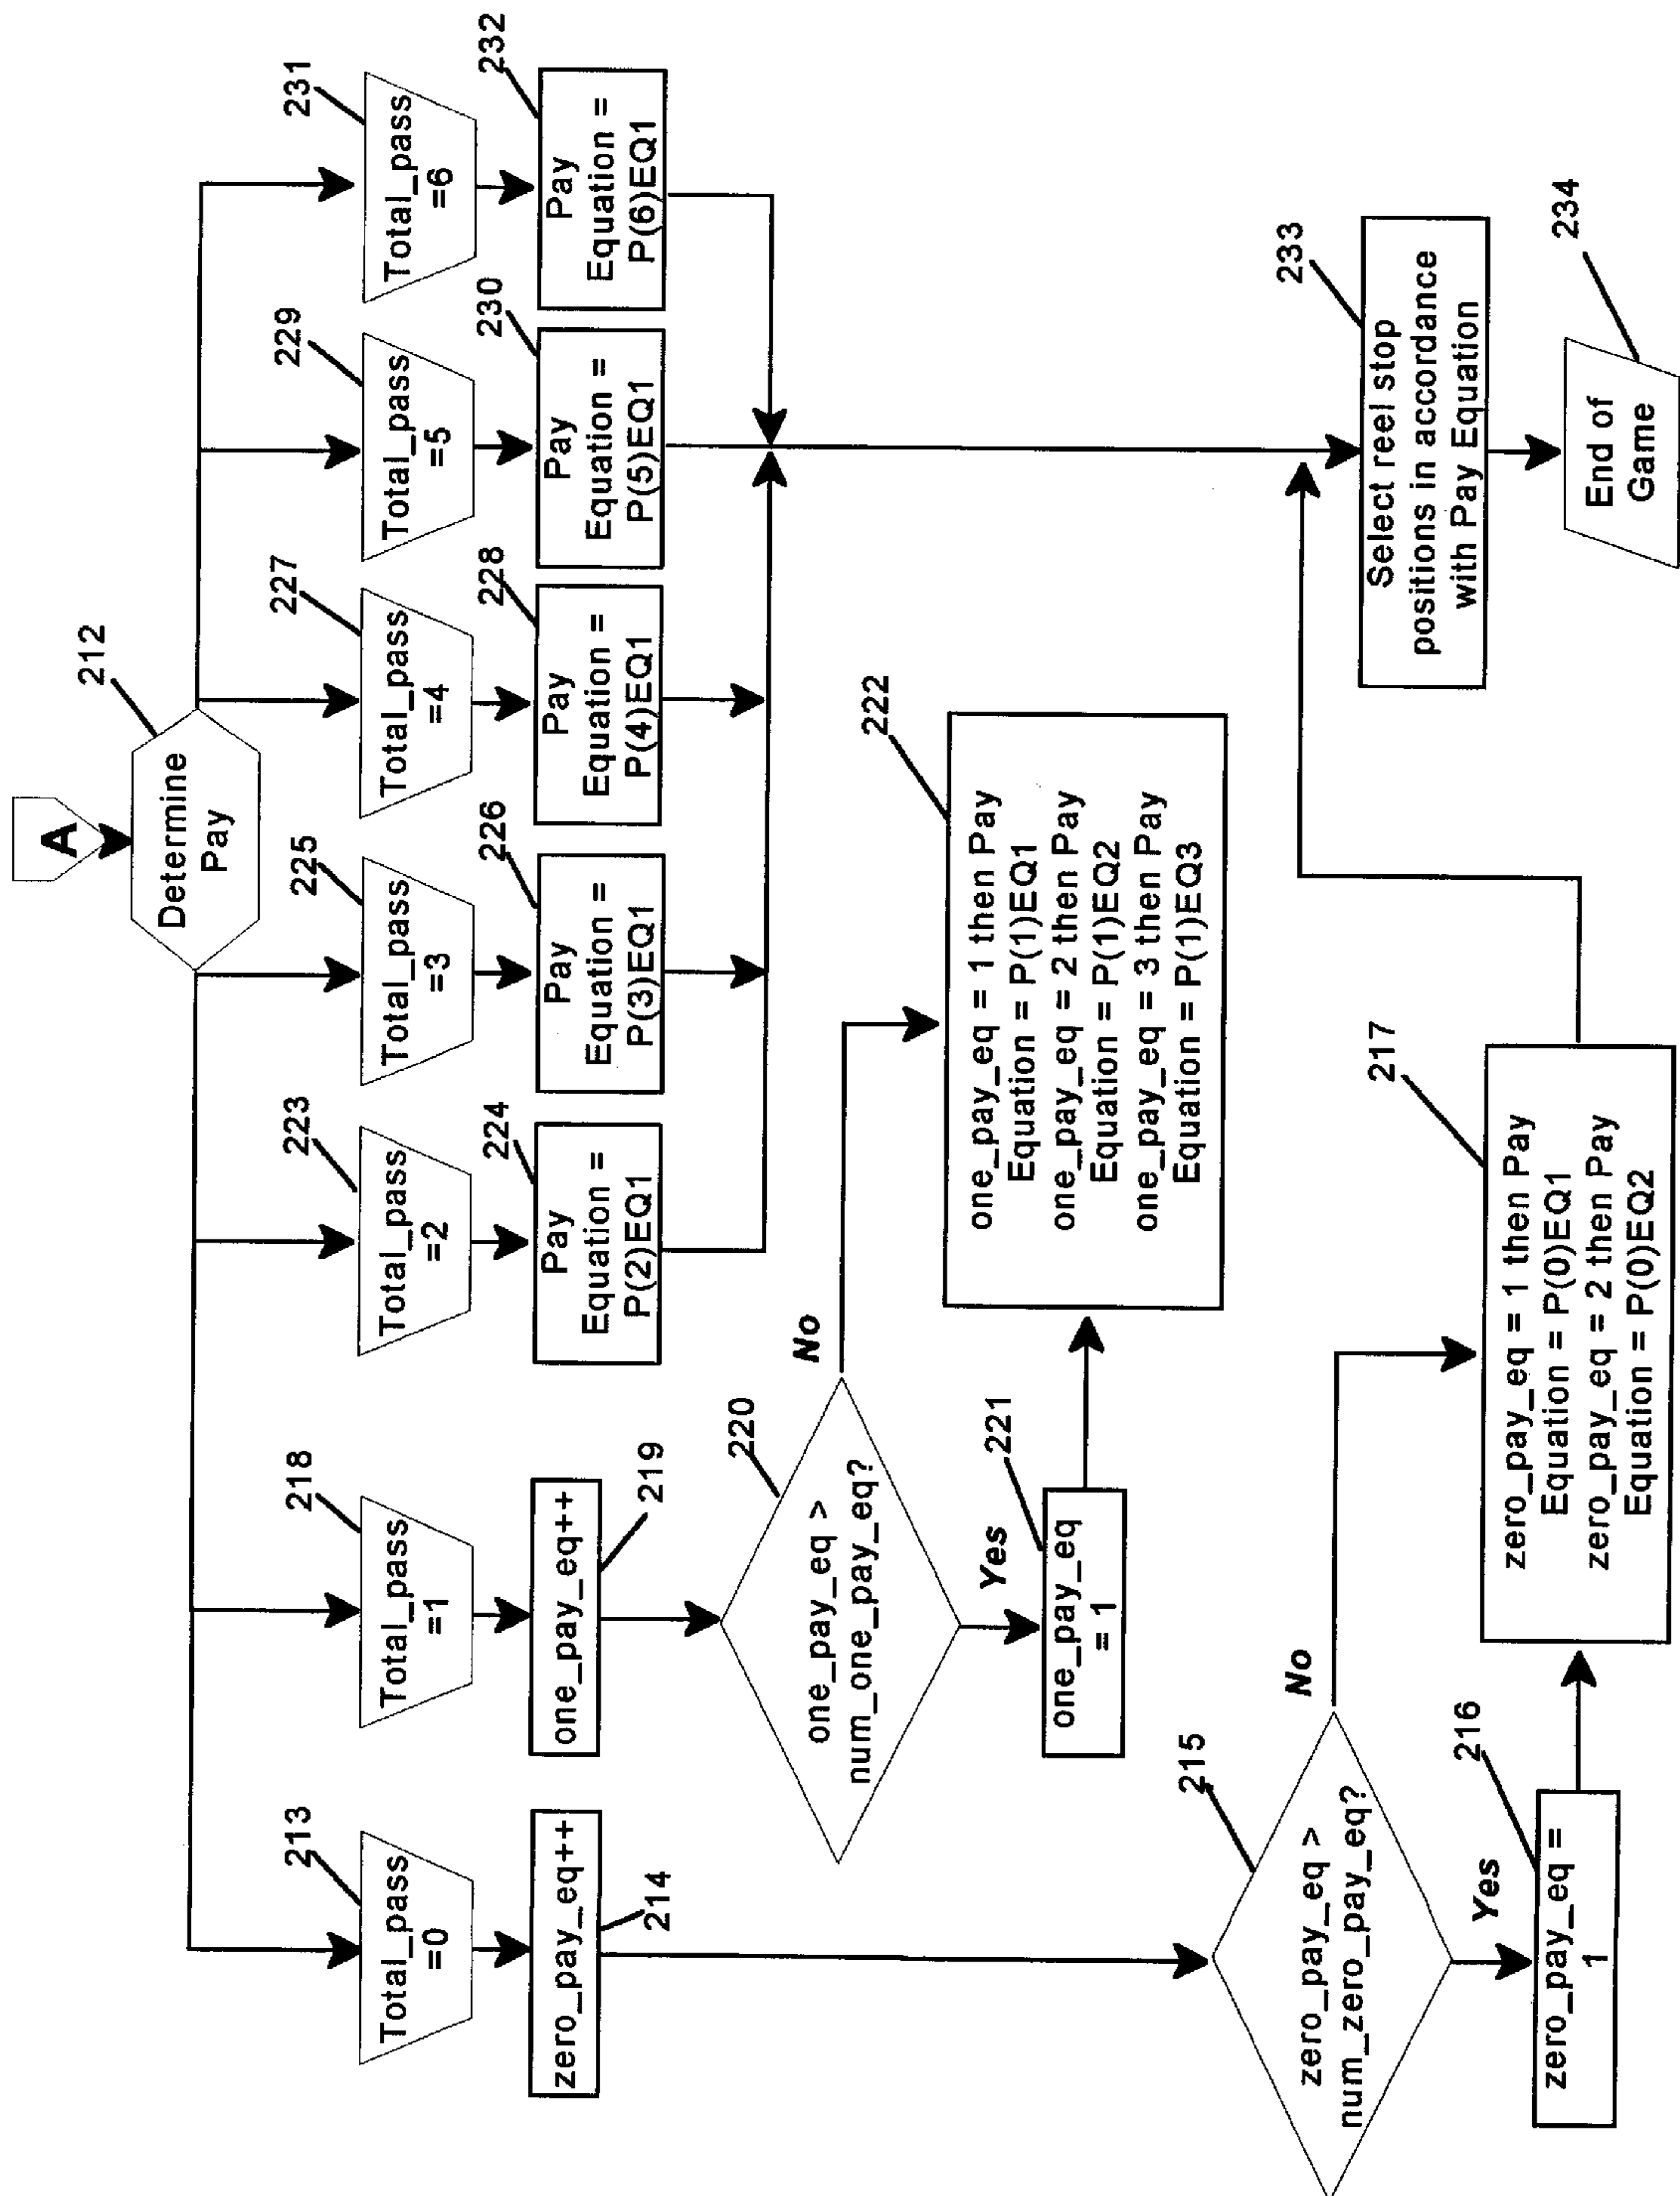 A
Determine
Pay
212
213
Total_pass
=0
218
Total_pass
=1
223
Total_pass
=2
225
Total_pass
=3
227
Total_pass
=4
229
Total_pass
=5
231
Total_pass
=6
zero_pay_eq++
214
one_pay_eq++
219
224
Pay
Equation =
P(2)EQ1
226
Pay
Equation =
P(3)EQ1
228
Pay
Equation =
P(4)EQ1
230
Pay
Equation =
P(5)EQ1
232
Pay
Equation =
P(6)EQ1
220
one_pay_eq >
num_one_pay_eq?
No
Yes
221
one_pay_eq
= 1
222
one_pay_eq = 1 then Pay
Equation = P(1)EQ1
one_pay_eq = 2 then Pay
Equation = P(1)EQ2
one_pay_eq = 3 then Pay
Equation = P(1)EQ3
215
zero_pay_eq >
num_zero_pay_eq?
No
Yes
216
zero_pay_eq =
1
217
zero_pay_eq = 1 then Pay
Equation = P(0)EQ1
zero_pay_eq = 2 then Pay
Equation = P(0)EQ2
233
Select reel stop
positions in accordance
with Pay Equation
234
End of
Game